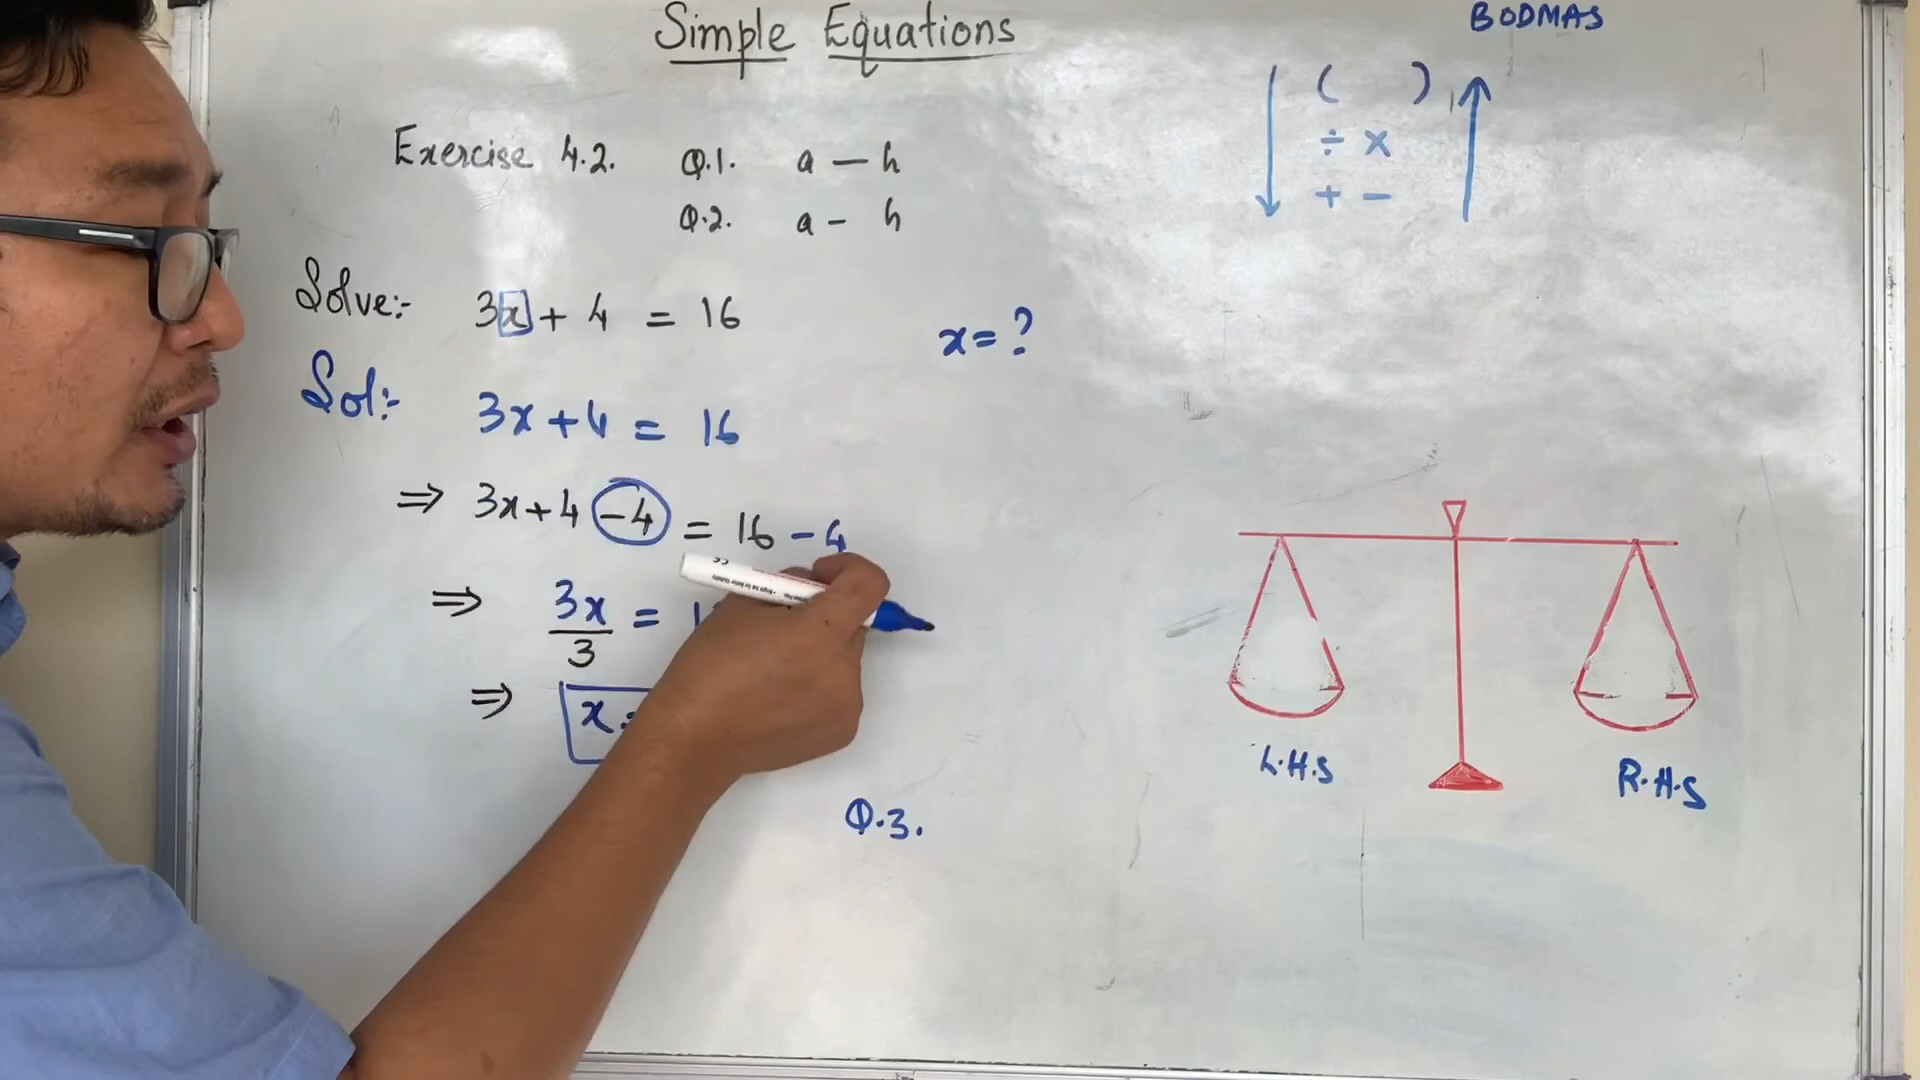 Simple Equations
BODMAS
( )
÷ ×
+ −
Exercise 4.2. Q.1. a — h
Q.2. a — h
Solve:- 3x + 4 = 16
x = ?
Sol:- 3x + 4 = 16
⇒ 3x + 4 − 4 = 16 − 4
⇒ 3x/3 = 1
⇒ x =
L.H.S
R.H.S
Q.3.